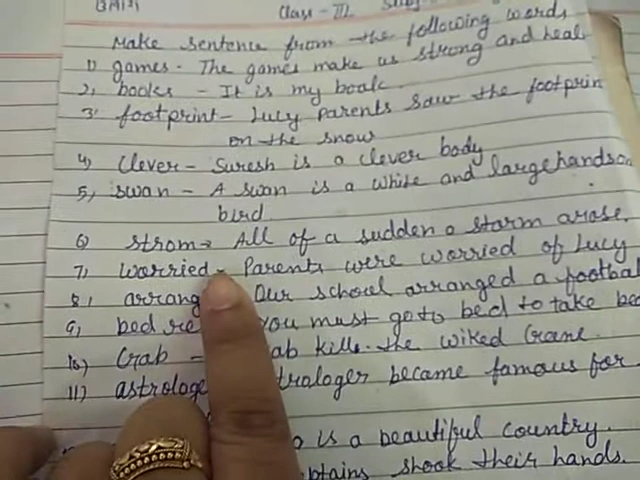 Class - III
Make sentence from the following words
1) games - The games make us strong and heal
2, books - It is my book.
3, footprint - Lucy Parents saw the footprin
on the snow
4) Clever - Suresh is a clever body
5, swan - A swan is a white and large handson
bird
6) strom → All of a sudden a starm arose.
7, worried - Parents were worried of Lucy
8, arrang Our school arranged a footbal
9, bed re you must go to bed to take be
10) Crab - ab kills the wiked Crane.
11) astrologe trologer became famous for
is a beautiful country.
ptains shook their hands.